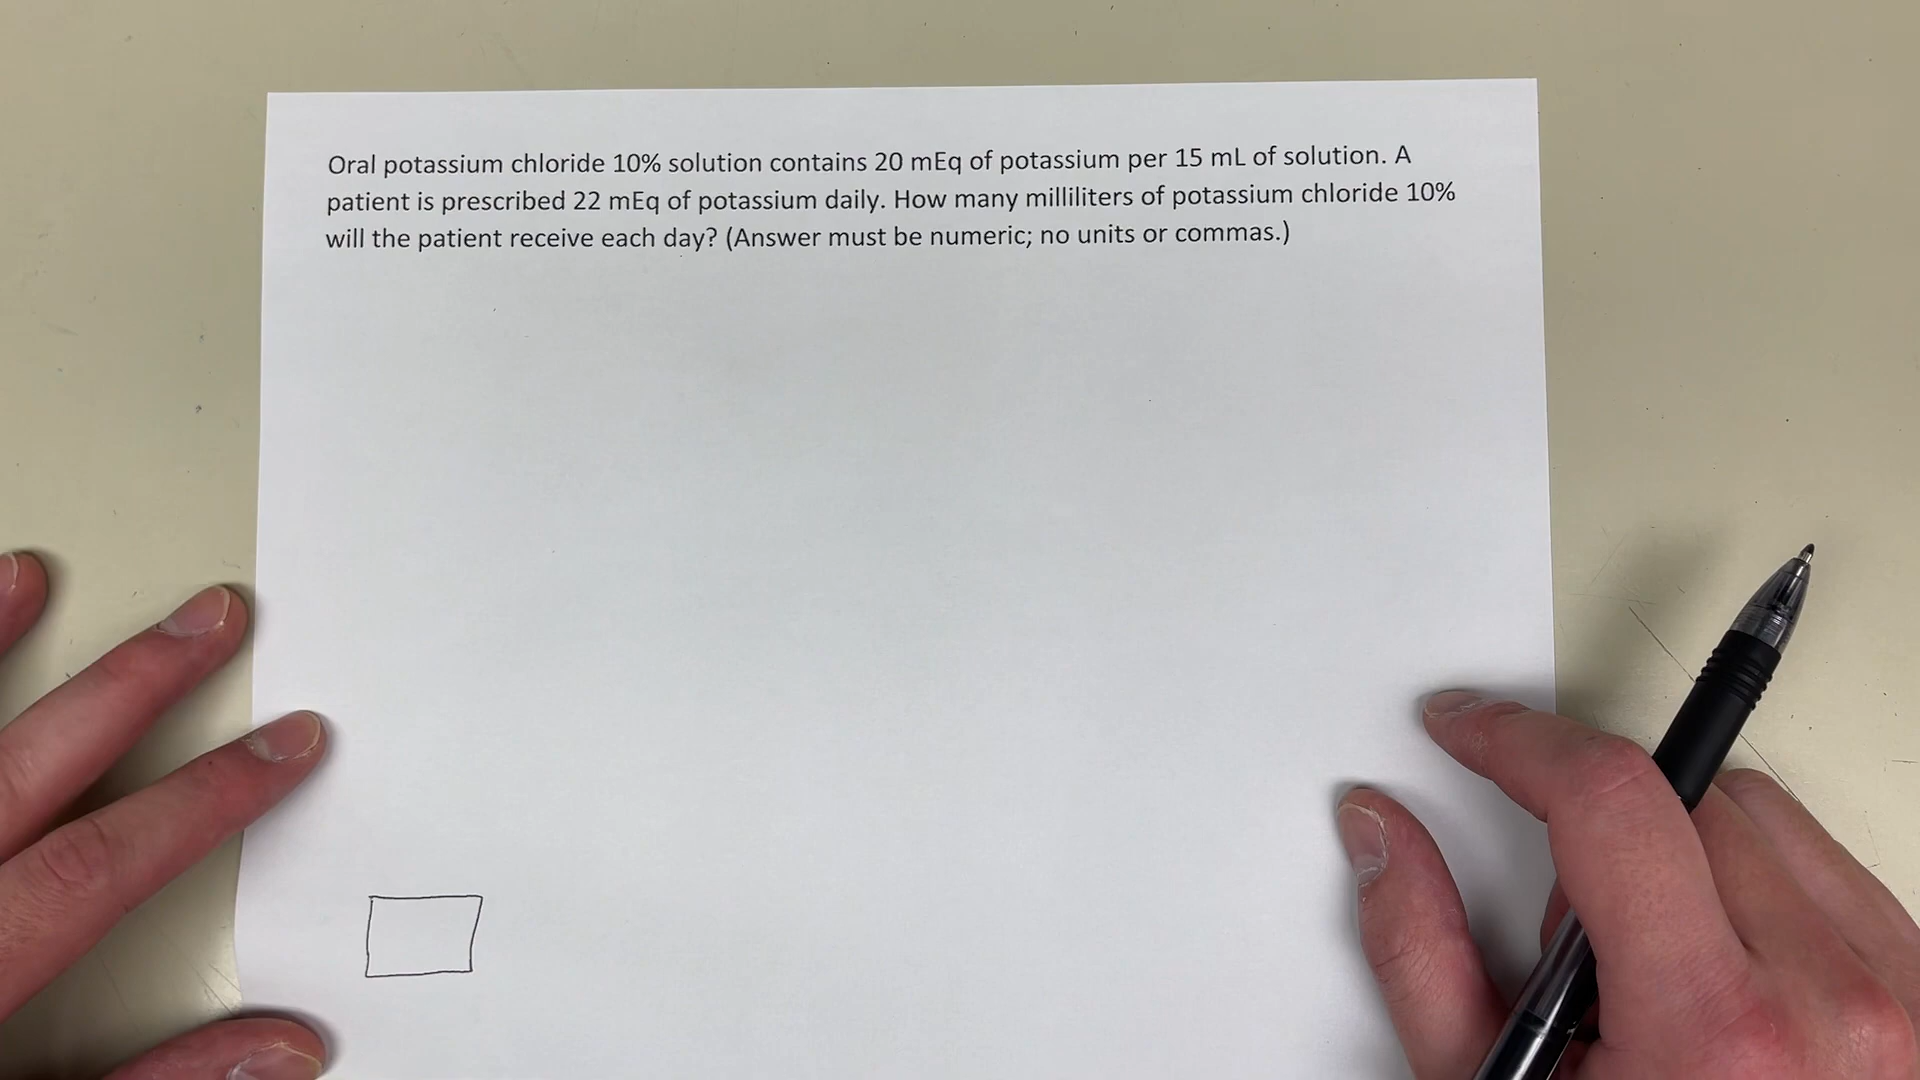 Oral potassium chloride 10% solution contains 20 mEq of potassium per 15 mL of solution. A
patient is prescribed 22 mEq of potassium daily. How many milliliters of potassium chloride 10%
will the patient receive each day? (Answer must be numeric; no units or commas.)